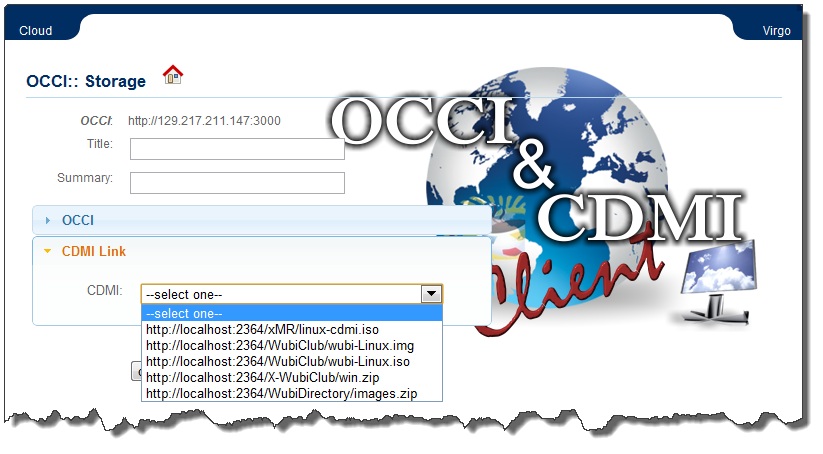 Cloud
Virgo
OCCI:: Storage
OCCI: http://129.217.211.147:3000
Title:
Summary:
OCCI
CDMI Link
CDMI: --select one--
--select one--
http://localhost:2364/xMR/linux-cdmi.iso
http://localhost:2364/WubiClub/wubi-Linux.img
http://localhost:2364/WubiClub/wubi-Linux.iso
http://localhost:2364/X-WubiClub/win.zip
http://localhost:2364/WubiDirectory/images.zip
OCCI
&
CDMI
Client